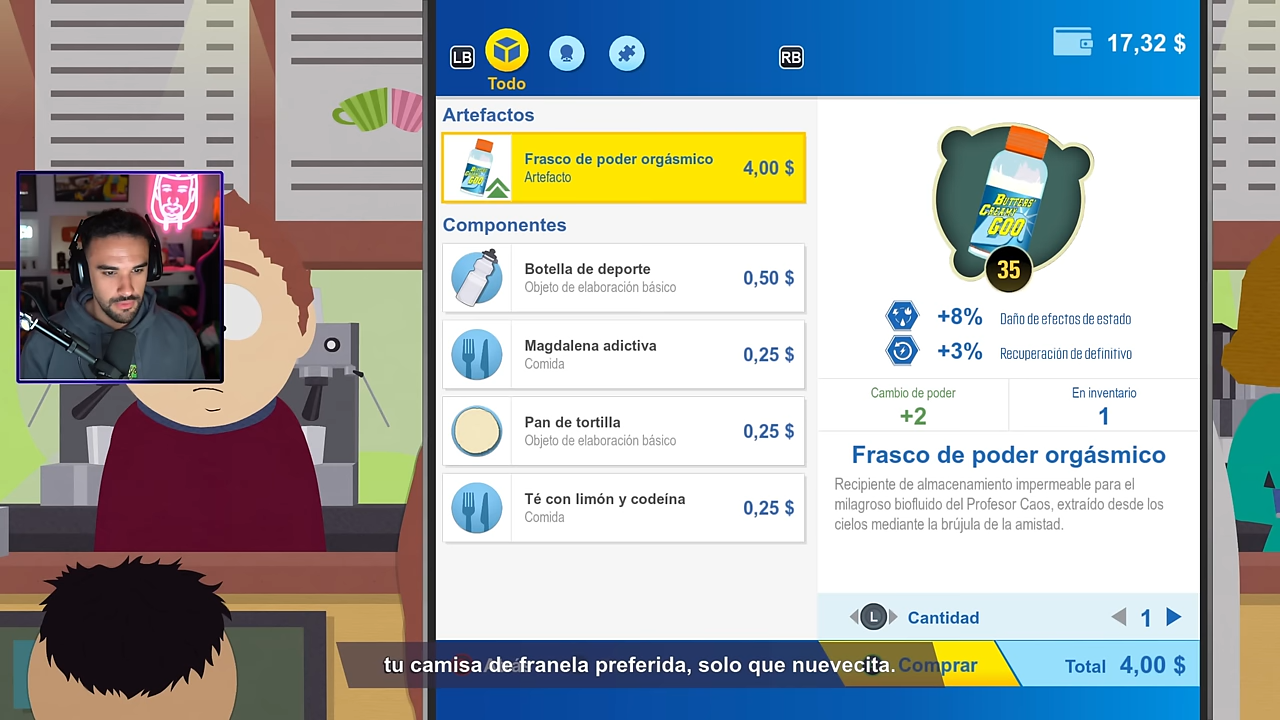 LB
Todo
RB
17,32 $
Artefactos
Frasco de poder orgásmico
Artefacto
4,00 $
Componentes
Botella de deporte
Objeto de elaboración básico
0,50 $
Magdalena adictiva
Comida
0,25 $
Pan de tortilla
Objeto de elaboración básico
0,25 $
Té con limón y codeína
Comida
0,25 $
BUTTERS'
CREAMY
GOO
35
+8% Daño de efectos de estado
+3% Recuperación de definitivo
Cambio de poder
+2
En inventario
1
Frasco de poder orgásmico
Recipiente de almacenamiento impermeable para el
milagroso biofluido del Profesor Caos, extraído desde los
cielos mediante la brújula de la amistad.
L Cantidad
1
tu camisa de franela preferida, solo que nuevecita.
Comprar
Total 4,00 $